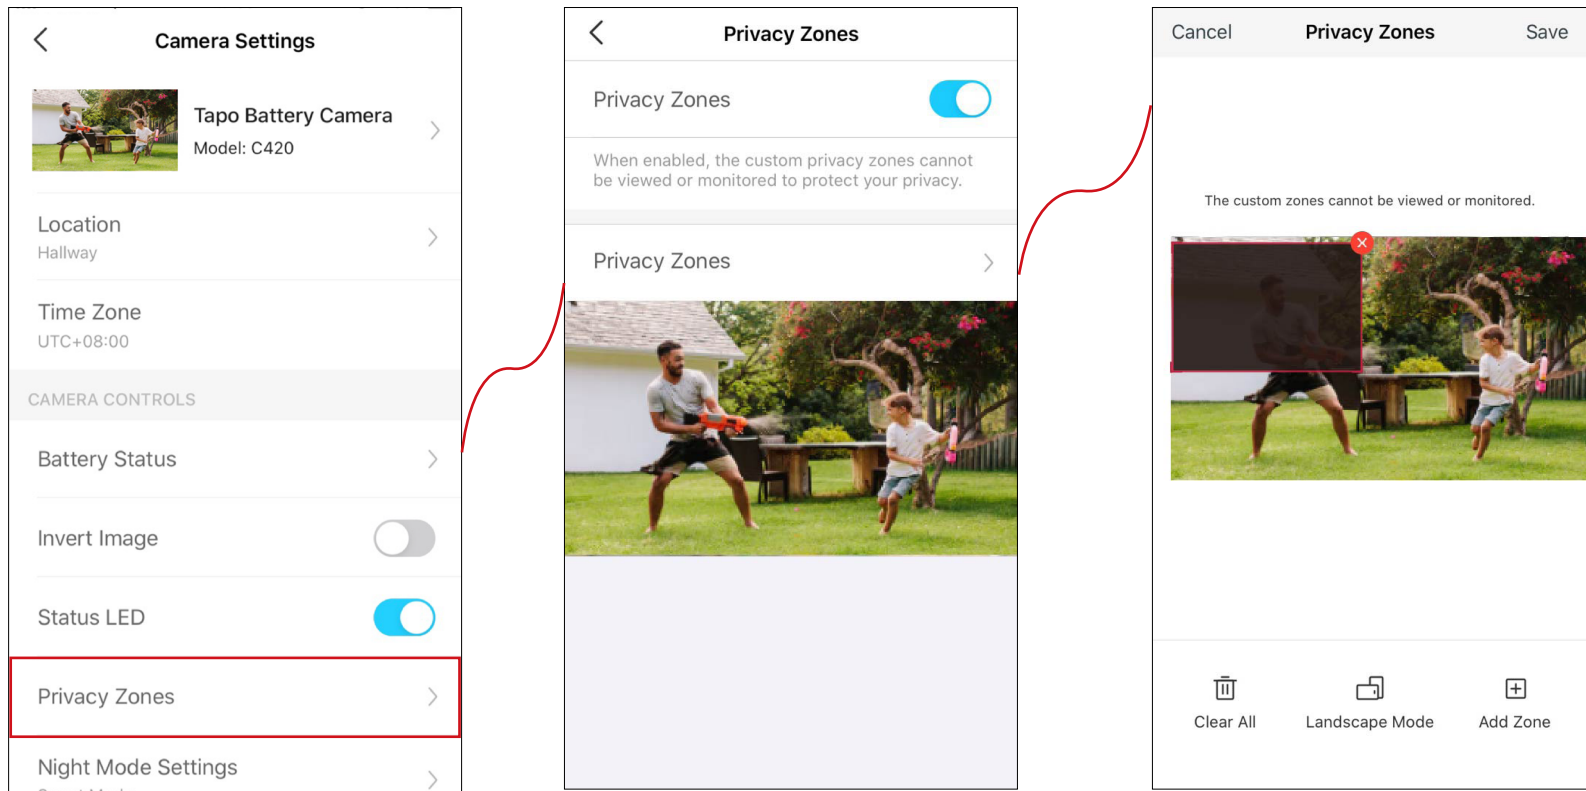 Camera Settings
Tapo Battery Camera
Model: C420
Location
Hallway
Time Zone
UTC+08:00
CAMERA CONTROLS
Battery Status
Invert Image
Status LED
Privacy Zones
Night Mode Settings
Privacy Zones
Privacy Zones
When enabled, the custom privacy zones cannot
be viewed or monitored to protect your privacy.
Privacy Zones
Cancel Privacy Zones Save
The custom zones cannot be viewed or monitored.
Clear All Landscape Mode Add Zone